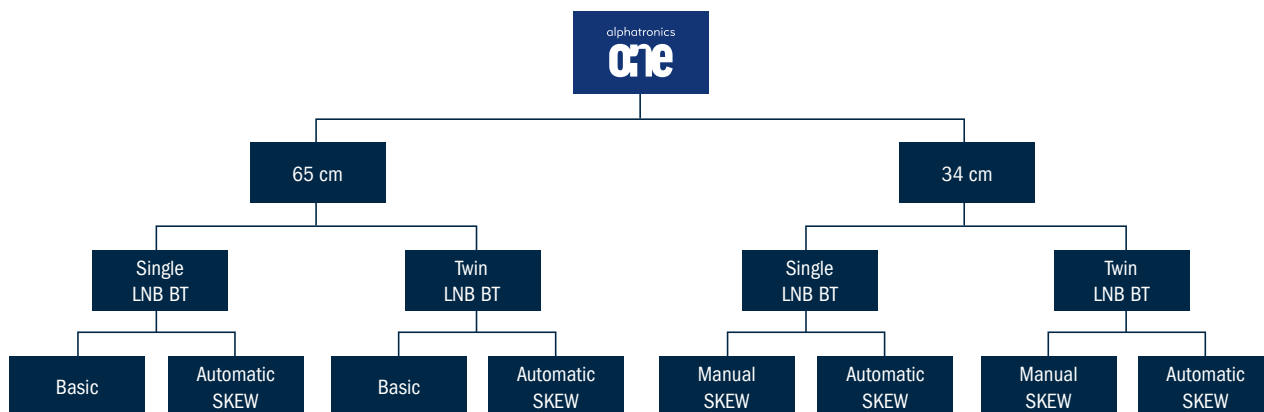 alphatronics
one
65 cm
34 cm
Single
LNB BT
Twin
LNB BT
Single
LNB BT
Twin
LNB BT
Basic
Automatic
SKEW
Basic
Automatic
SKEW
Manual
SKEW
Automatic
SKEW
Manual
SKEW
Automatic
SKEW